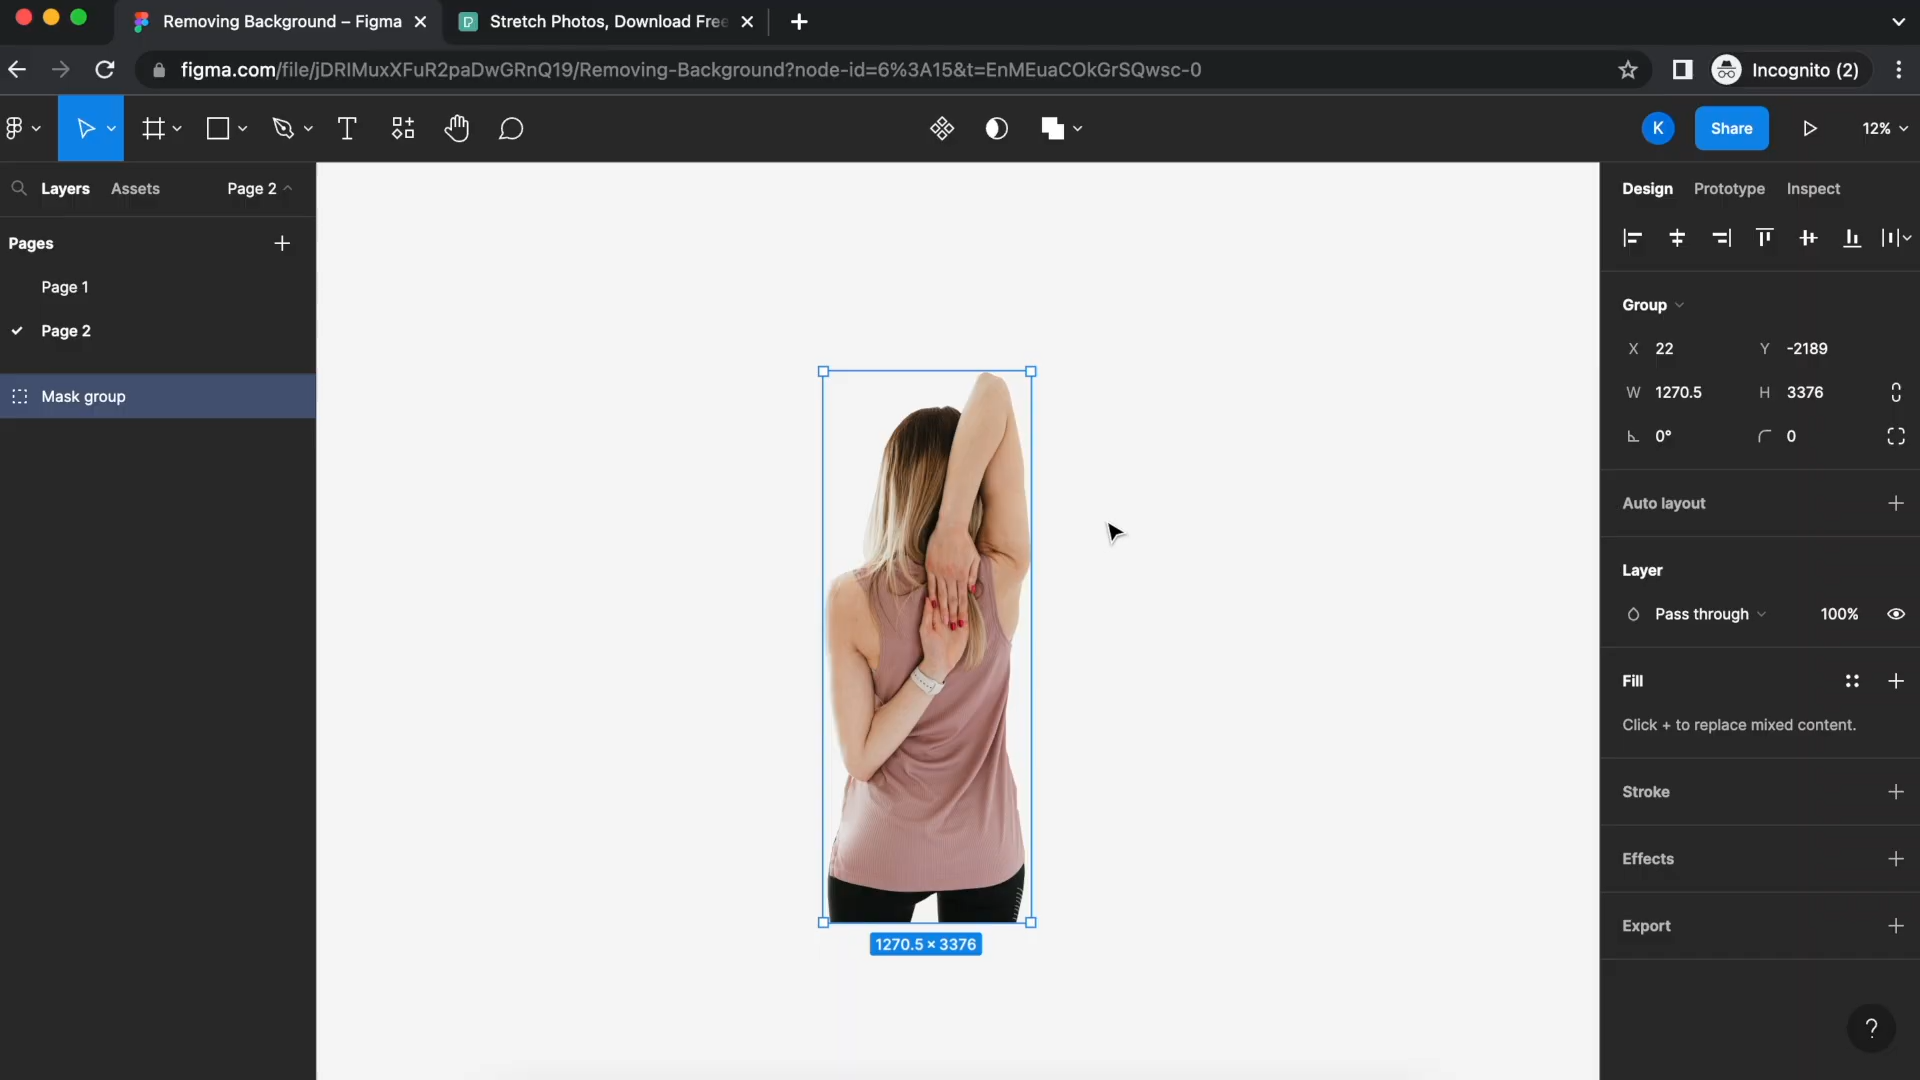 Removing Background – Figma
Stretch Photos, Download Free
figma.com/file/jDRIMuxXFuR2paDwGRnQ19/Removing-Background?node-id=6%3A15&t=EnMEuaCOkGrSQwsc-0
Incognito (2)
K
Share
12%
Layers
Assets
Page 2
Design
Prototype
Inspect
Pages
Page 1
Page 2
Mask group
Group
X 22
Y -2189
W 1270.5
H 3376
0°
0
Auto layout
Layer
Pass through
100%
Fill
Click + to replace mixed content.
Stroke
Effects
Export
1270.5 × 3376
?